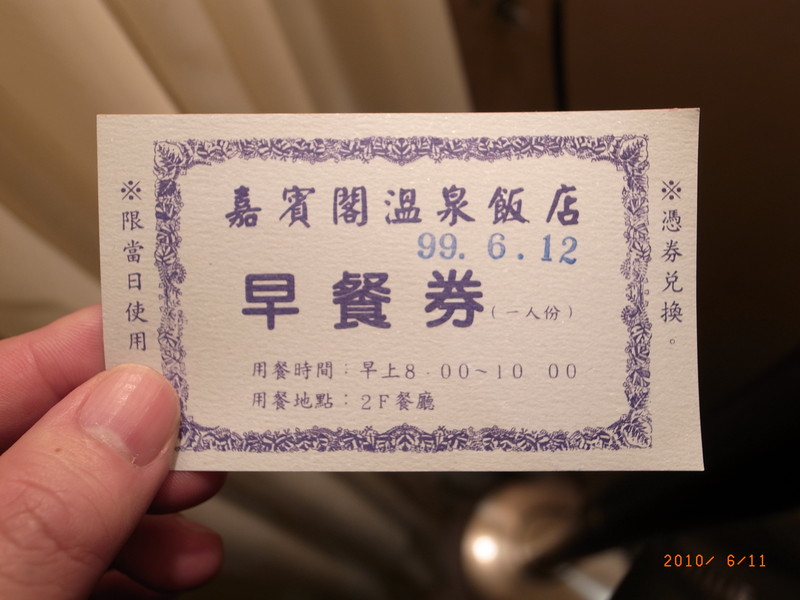 嘉賓閣溫泉飯店
99. 6. 12
早餐券(一人份)
用餐時間：早上8：00~10：00
用餐地點：2F餐廳
※限當日使用
※憑券兌換。
2010/ 6/11